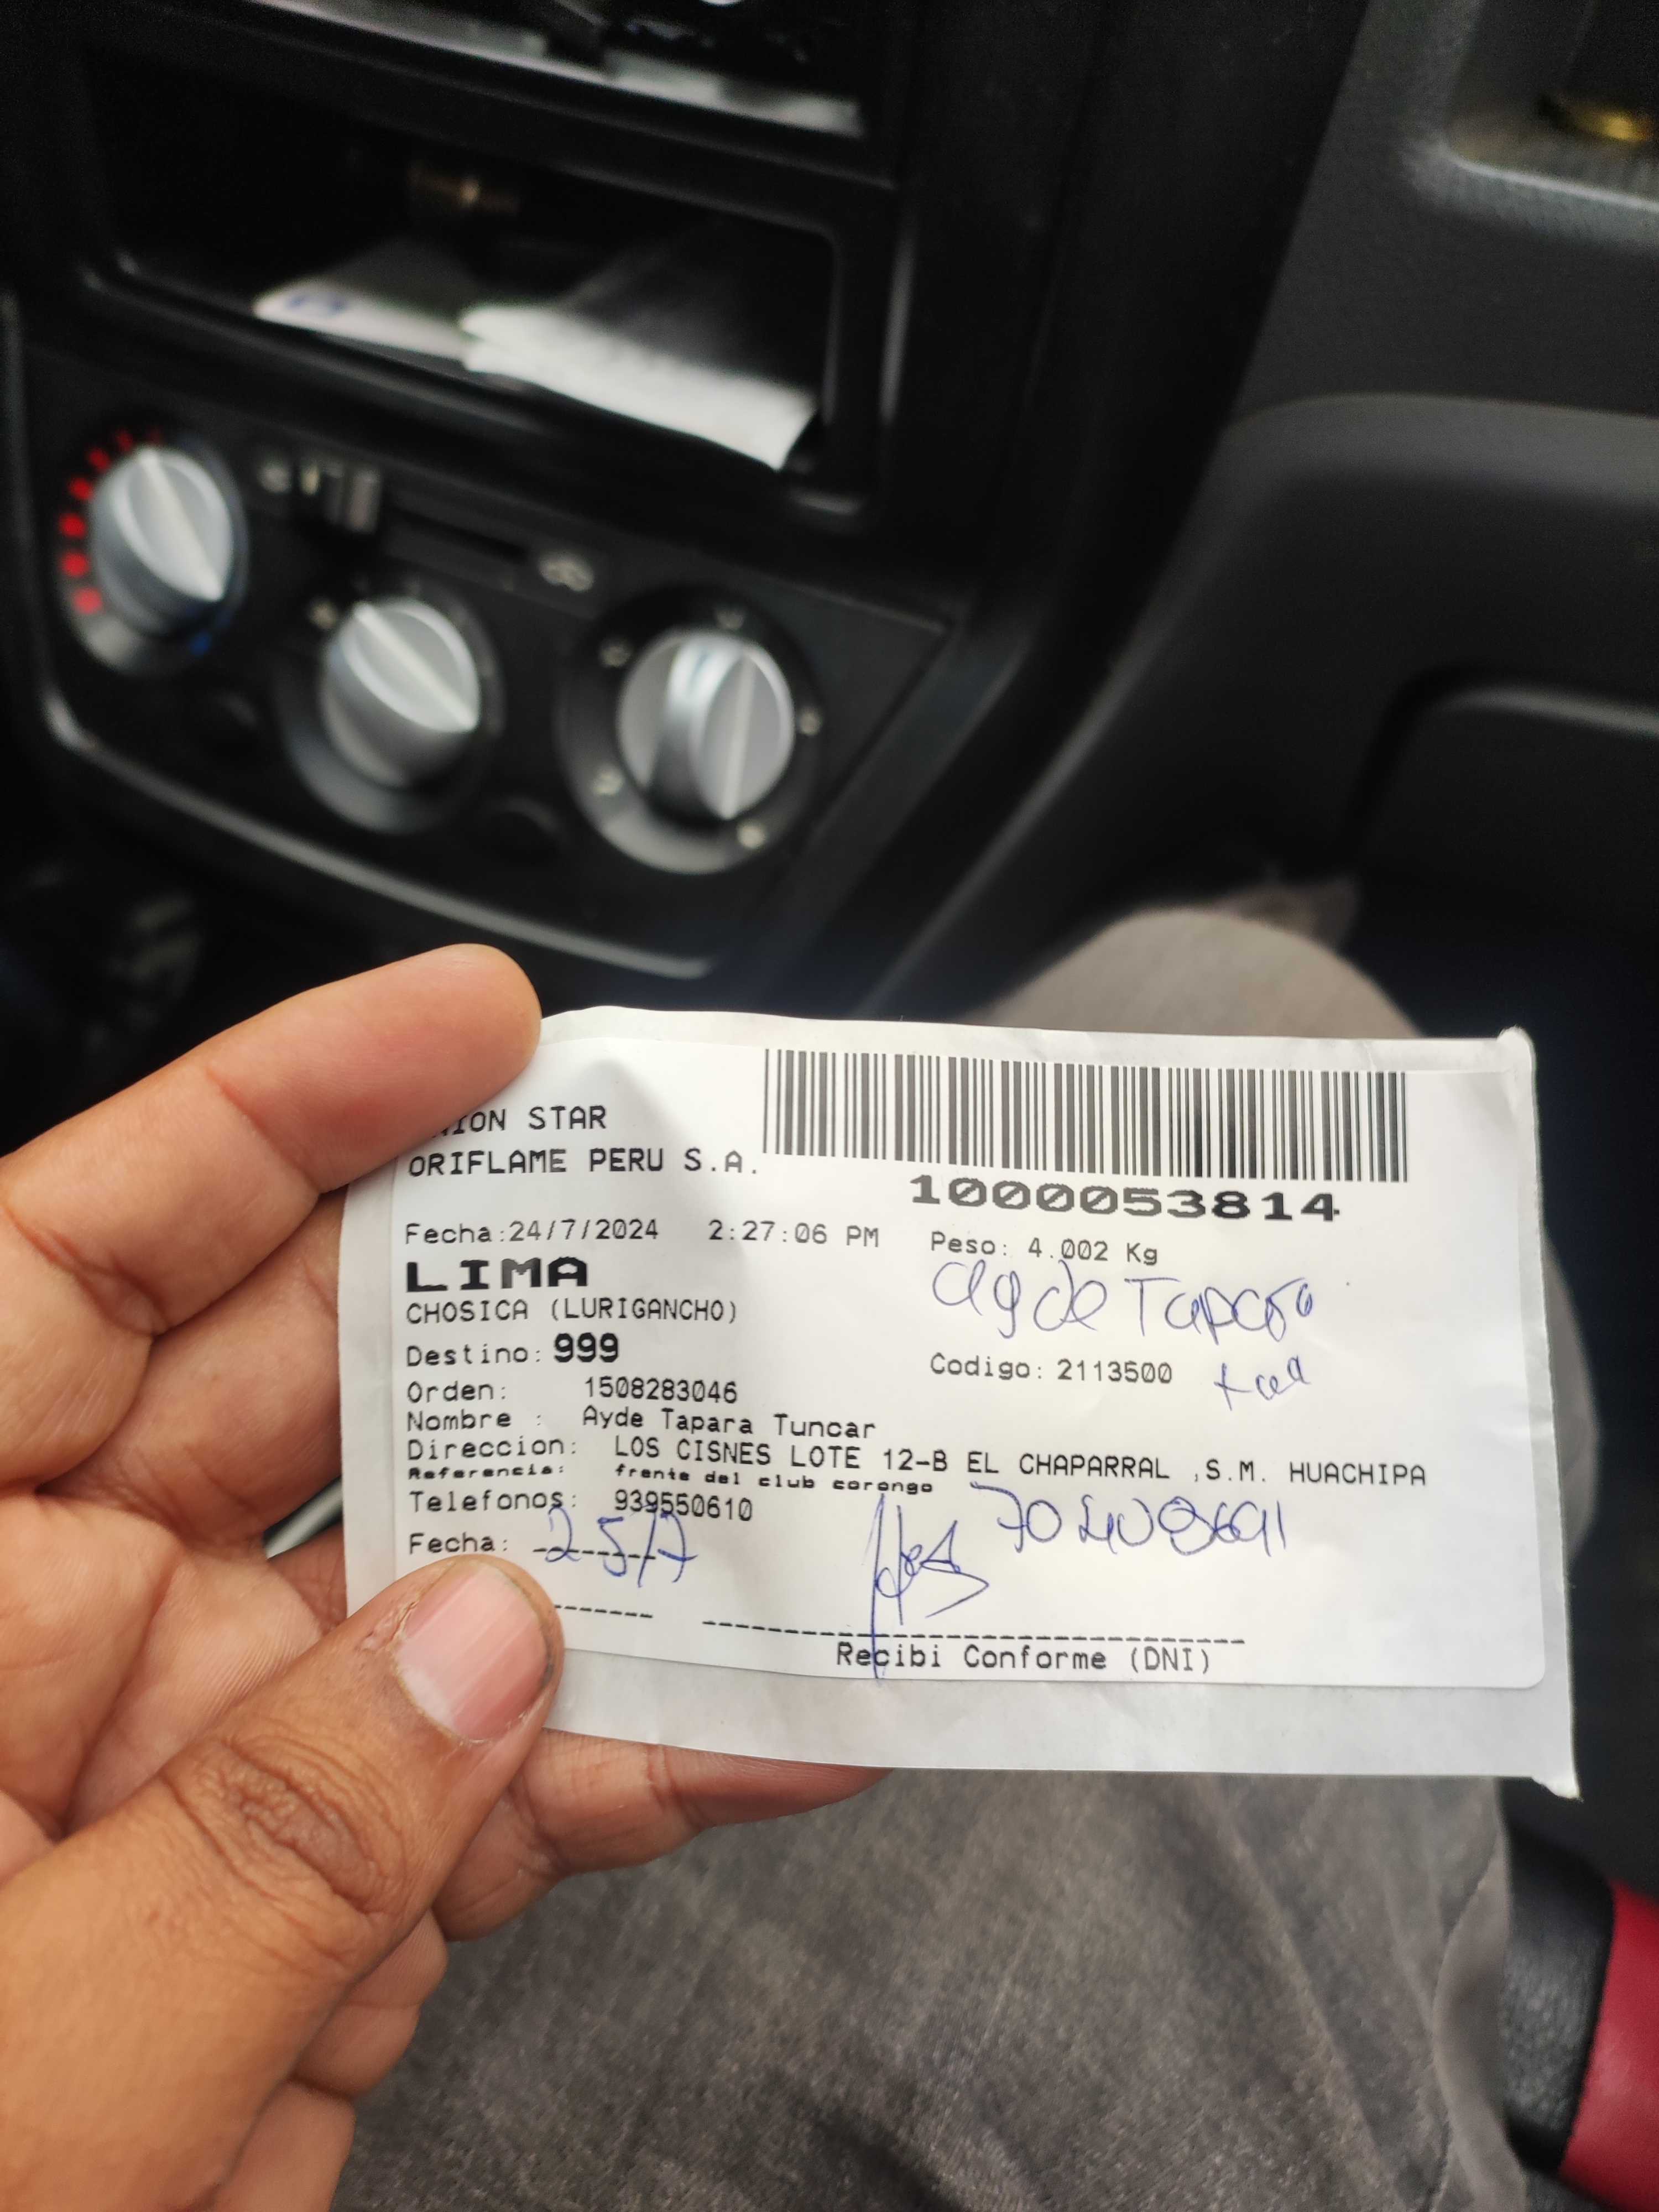 ION STAR
ORIFLAME PERU S.A.
1000053814
Fecha:24/7/2024 2:27:06 PM
Peso: 4.002 Kg
LIMA
CHOSICA (LURIGANCHO)
Tapara
Destino: 999
Codigo: 2113500
Orden: 1508283046
Nombre : Ayde Tapara Tuncar
Direccion: LOS CISNES LOTE 12-B EL CHAPARRAL ,S.M. HUACHIPA
Referencia: frente del club corongo
Telefonos: 939550610
Fecha: 25/7
Recibi Conforme (DNI)